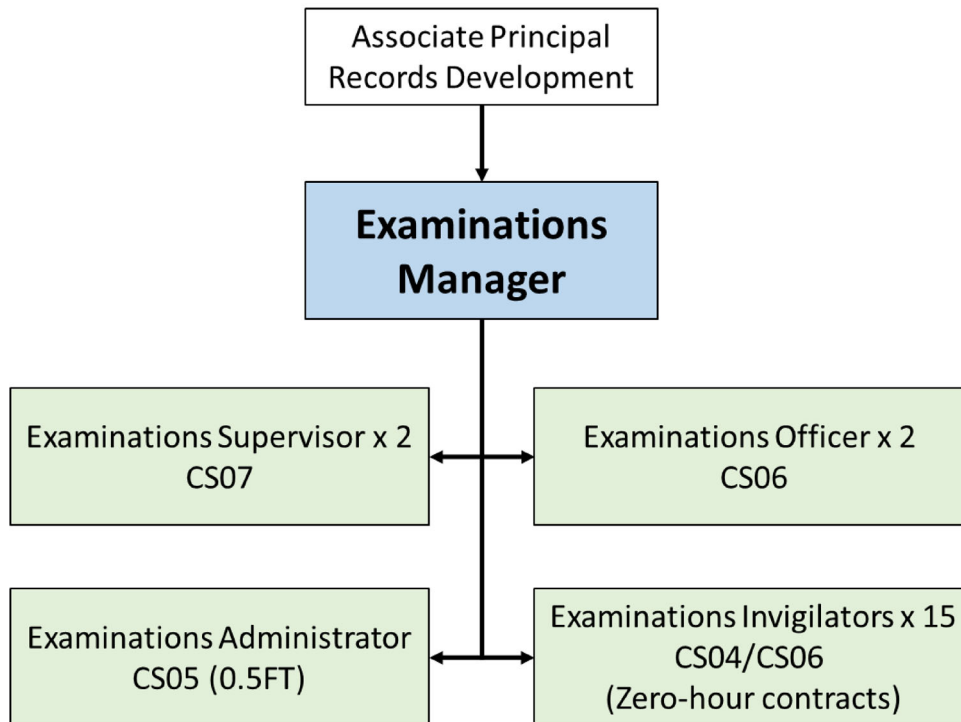 Associate Principal
Records Development
Examinations
Manager
Examinations Supervisor x 2
CS07
Examinations Officer x 2
CS06
Examinations Administrator
CS05 (0.5FT)
Examinations Invigilators x 15
CS04/CS06
(Zero-hour contracts)